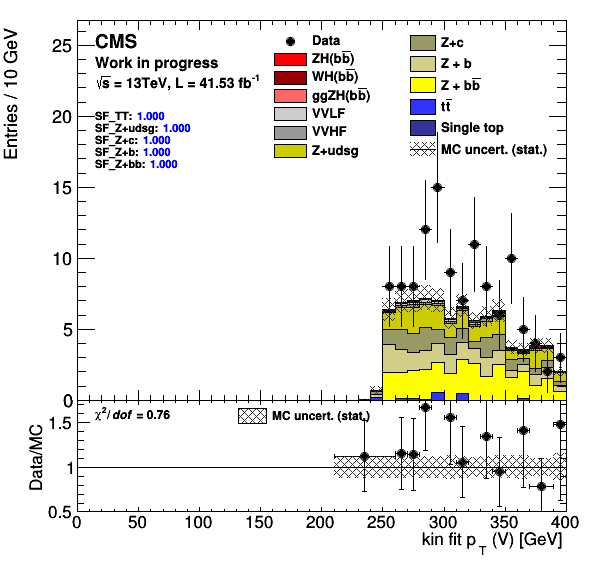 CMS
Work in progress
√s = 13TeV, L = 41.53 fb⁻¹
SF_TT: 1.000
SF_Z+udsg: 1.000
SF_Z+c: 1.000
SF_Z+b: 1.000
SF_Z+bb: 1.000
Data
ZH(bb̅)
WH(bb̅)
ggZH(bb̅)
VVLF
VVHF
Z+udsg
Z+c
Z + b
Z + bb̅
tt̅
Single top
MC uncert. (stat.)
Entries / 10 GeV
25
20
15
10
5
0
χ²/dof = 0.76
MC uncert. (stat.)
Data/MC
1.5
1
0.5
0 50 100 150 200 250 300 350 400
kin fit p_T (V) [GeV]